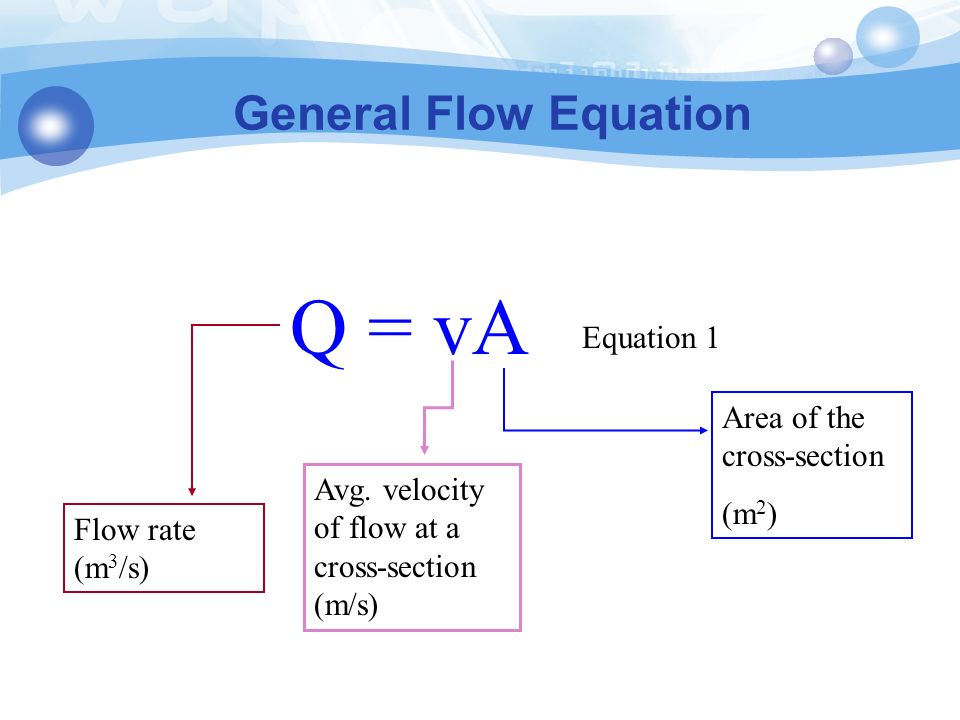 General Flow Equation
Q = vA
Equation 1
Area of the
cross-section
(m²)
Avg. velocity
of flow at a
cross-section
(m/s)
Flow rate
(m³/s)